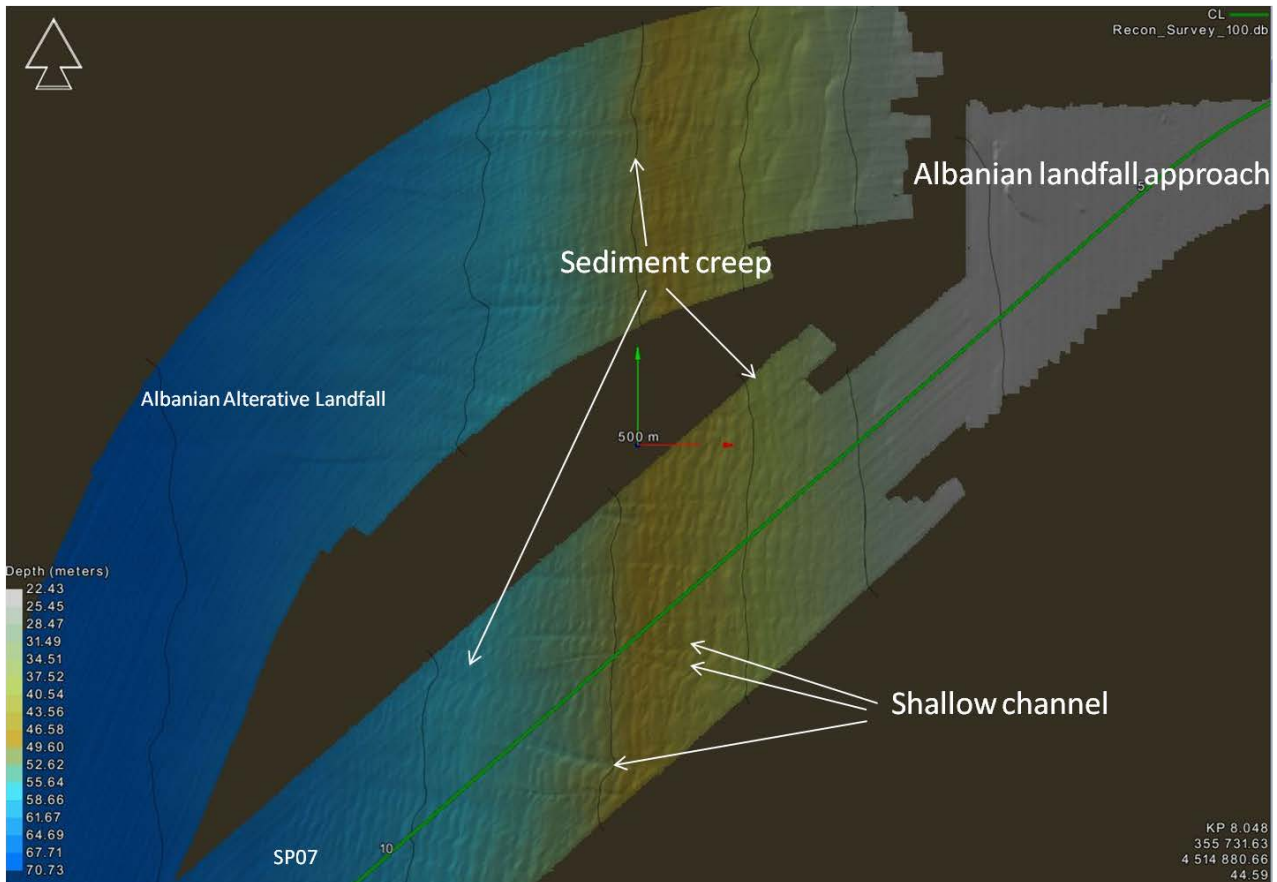 CL
Recon_Survey_100.db
Albanian landfall approach
5
Sediment creep
Albanian Alterative Landfall
500 m
Depth (meters)
22.43
25.45
28.47
31.49
34.51
37.52
40.54
43.56
46.58
49.60
52.62
55.64
58.66
61.67
64.69
67.71
70.73
Shallow channel
10
SP07
KP 8.048
355 731.63
4 514 880.66
44.59